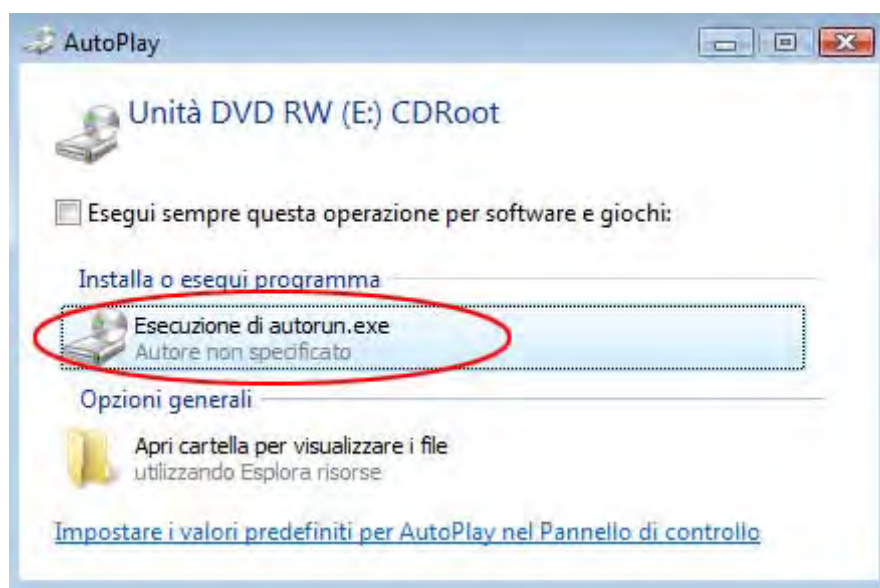 AutoPlay
Unità DVD RW (E:) CDRoot
Esegui sempre questa operazione per software e giochi:
Installa o esegui programma
Esecuzione di autorun.exe
Autore non specificato
Opzioni generali
Apri cartella per visualizzare i file
utilizzando Esplora risorse
Impostare i valori predefiniti per AutoPlay nel Pannello di controllo